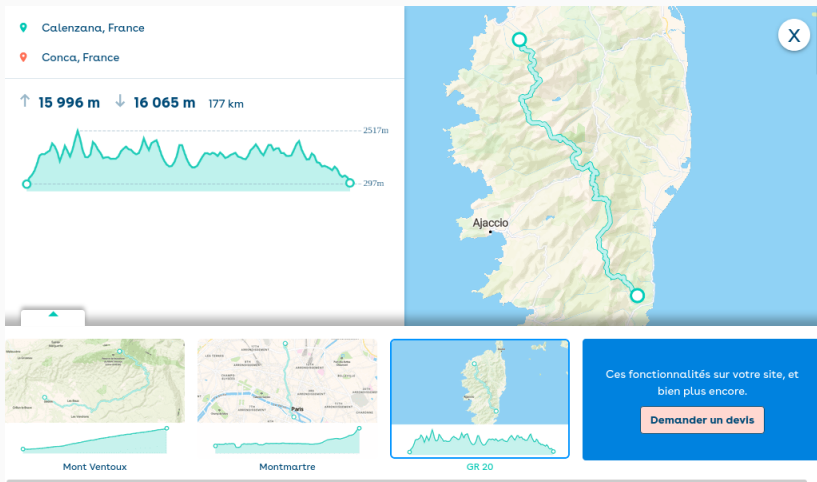 Calenzana, France
Conca, France
X
↑ 15 996 m ↓ 16 065 m 177 km
2517m
297m
Ajaccio
Paris
Ces fonctionnalités sur votre site, et
bien plus encore.
Demander un devis
Mont Ventoux
Montmartre
GR 20